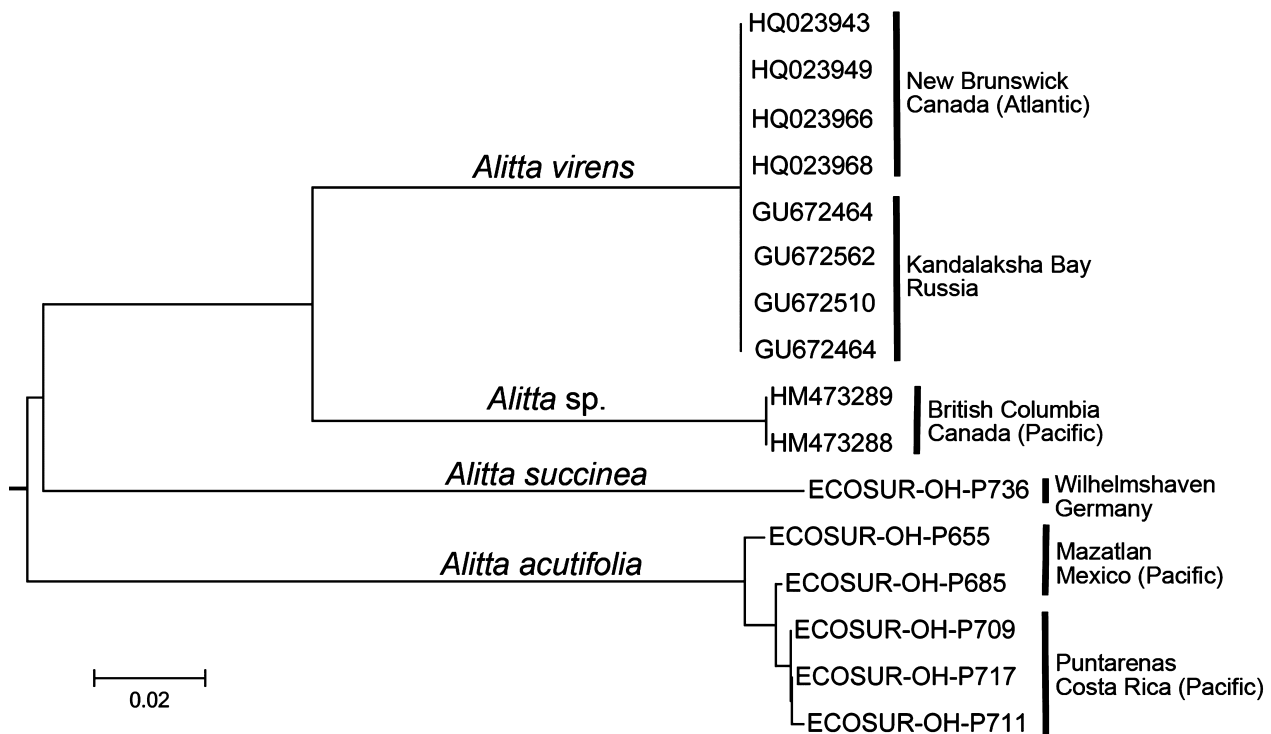 HQ023943
HQ023949
HQ023966
HQ023968
New Brunswick
Canada (Atlantic)
Alitta virens
GU672464
GU672562
GU672510
GU672464
Kandalaksha Bay
Russia
Alitta sp.
HM473289
HM473288
British Columbia
Canada (Pacific)
Alitta succinea
ECOSUR-OH-P736
Wilhelmshaven
Germany
Alitta acutifolia
ECOSUR-OH-P655
ECOSUR-OH-P685
Mazatlan
Mexico (Pacific)
ECOSUR-OH-P709
ECOSUR-OH-P717
ECOSUR-OH-P711
Puntarenas
Costa Rica (Pacific)
0.02